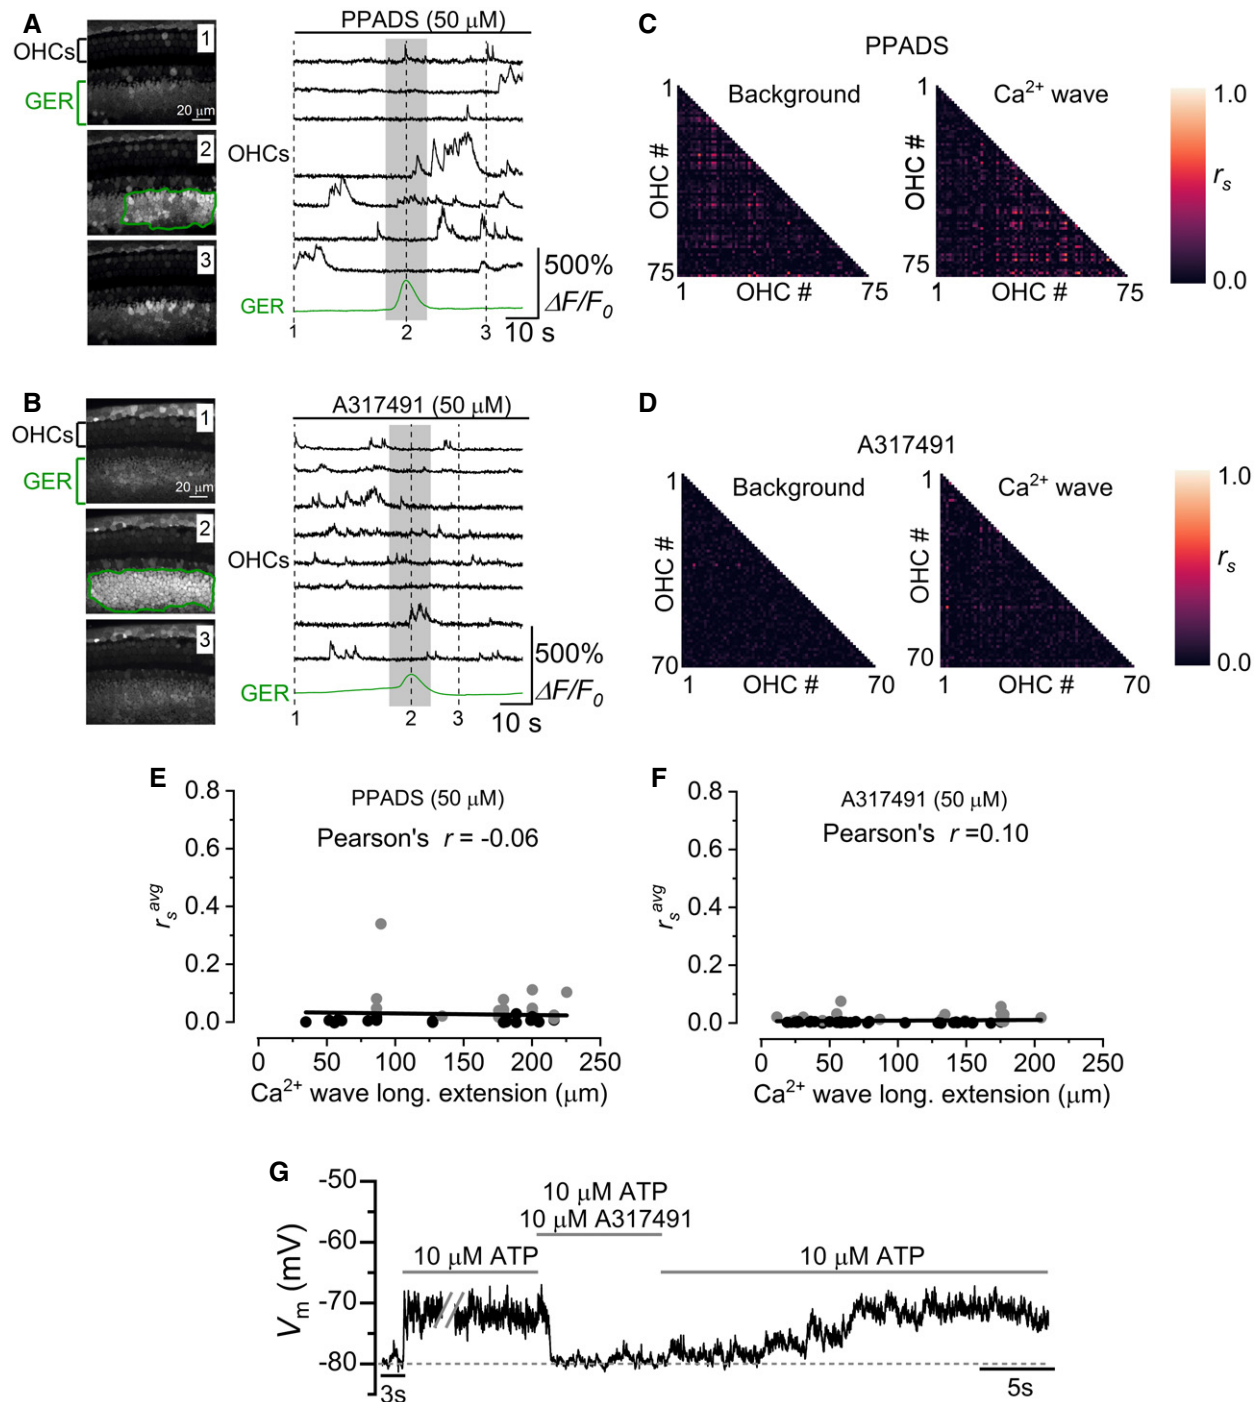 A
OHCs
GER
1
20 µm
2
3
PPADS (50 µM)
OHCs
GER
500%
ΔF/F0
10 s
1 2 3
B
OHCs
GER
1
20 µm
2
3
A317491 (50 µM)
OHCs
GER
500%
ΔF/F0
10 s
1 2 3
C
PPADS
Background
Ca2+ wave
1
OHC #
75
1 OHC # 75
1
OHC #
75
1 OHC # 75
1.0
rs
0.0
D
A317491
Background
Ca2+ wave
1
OHC #
70
1 OHC # 70
1
OHC #
70
1 OHC # 70
1.0
rs
0.0
E
PPADS (50 µM)
Pearson's r = -0.06
0.8
0.6
0.4
0.2
0.0
rs avg
0 50 100 150 200 250
Ca2+ wave long. extension (µm)
F
A317491 (50 µM)
Pearson's r =0.10
0.8
0.6
0.4
0.2
0.0
rs avg
0 50 100 150 200 250
Ca2+ wave long. extension (µm)
G
-50
-60
-70
-80
Vm (mV)
10 µM ATP
10 µM ATP
10 µM A317491
10 µM ATP
3s
5s